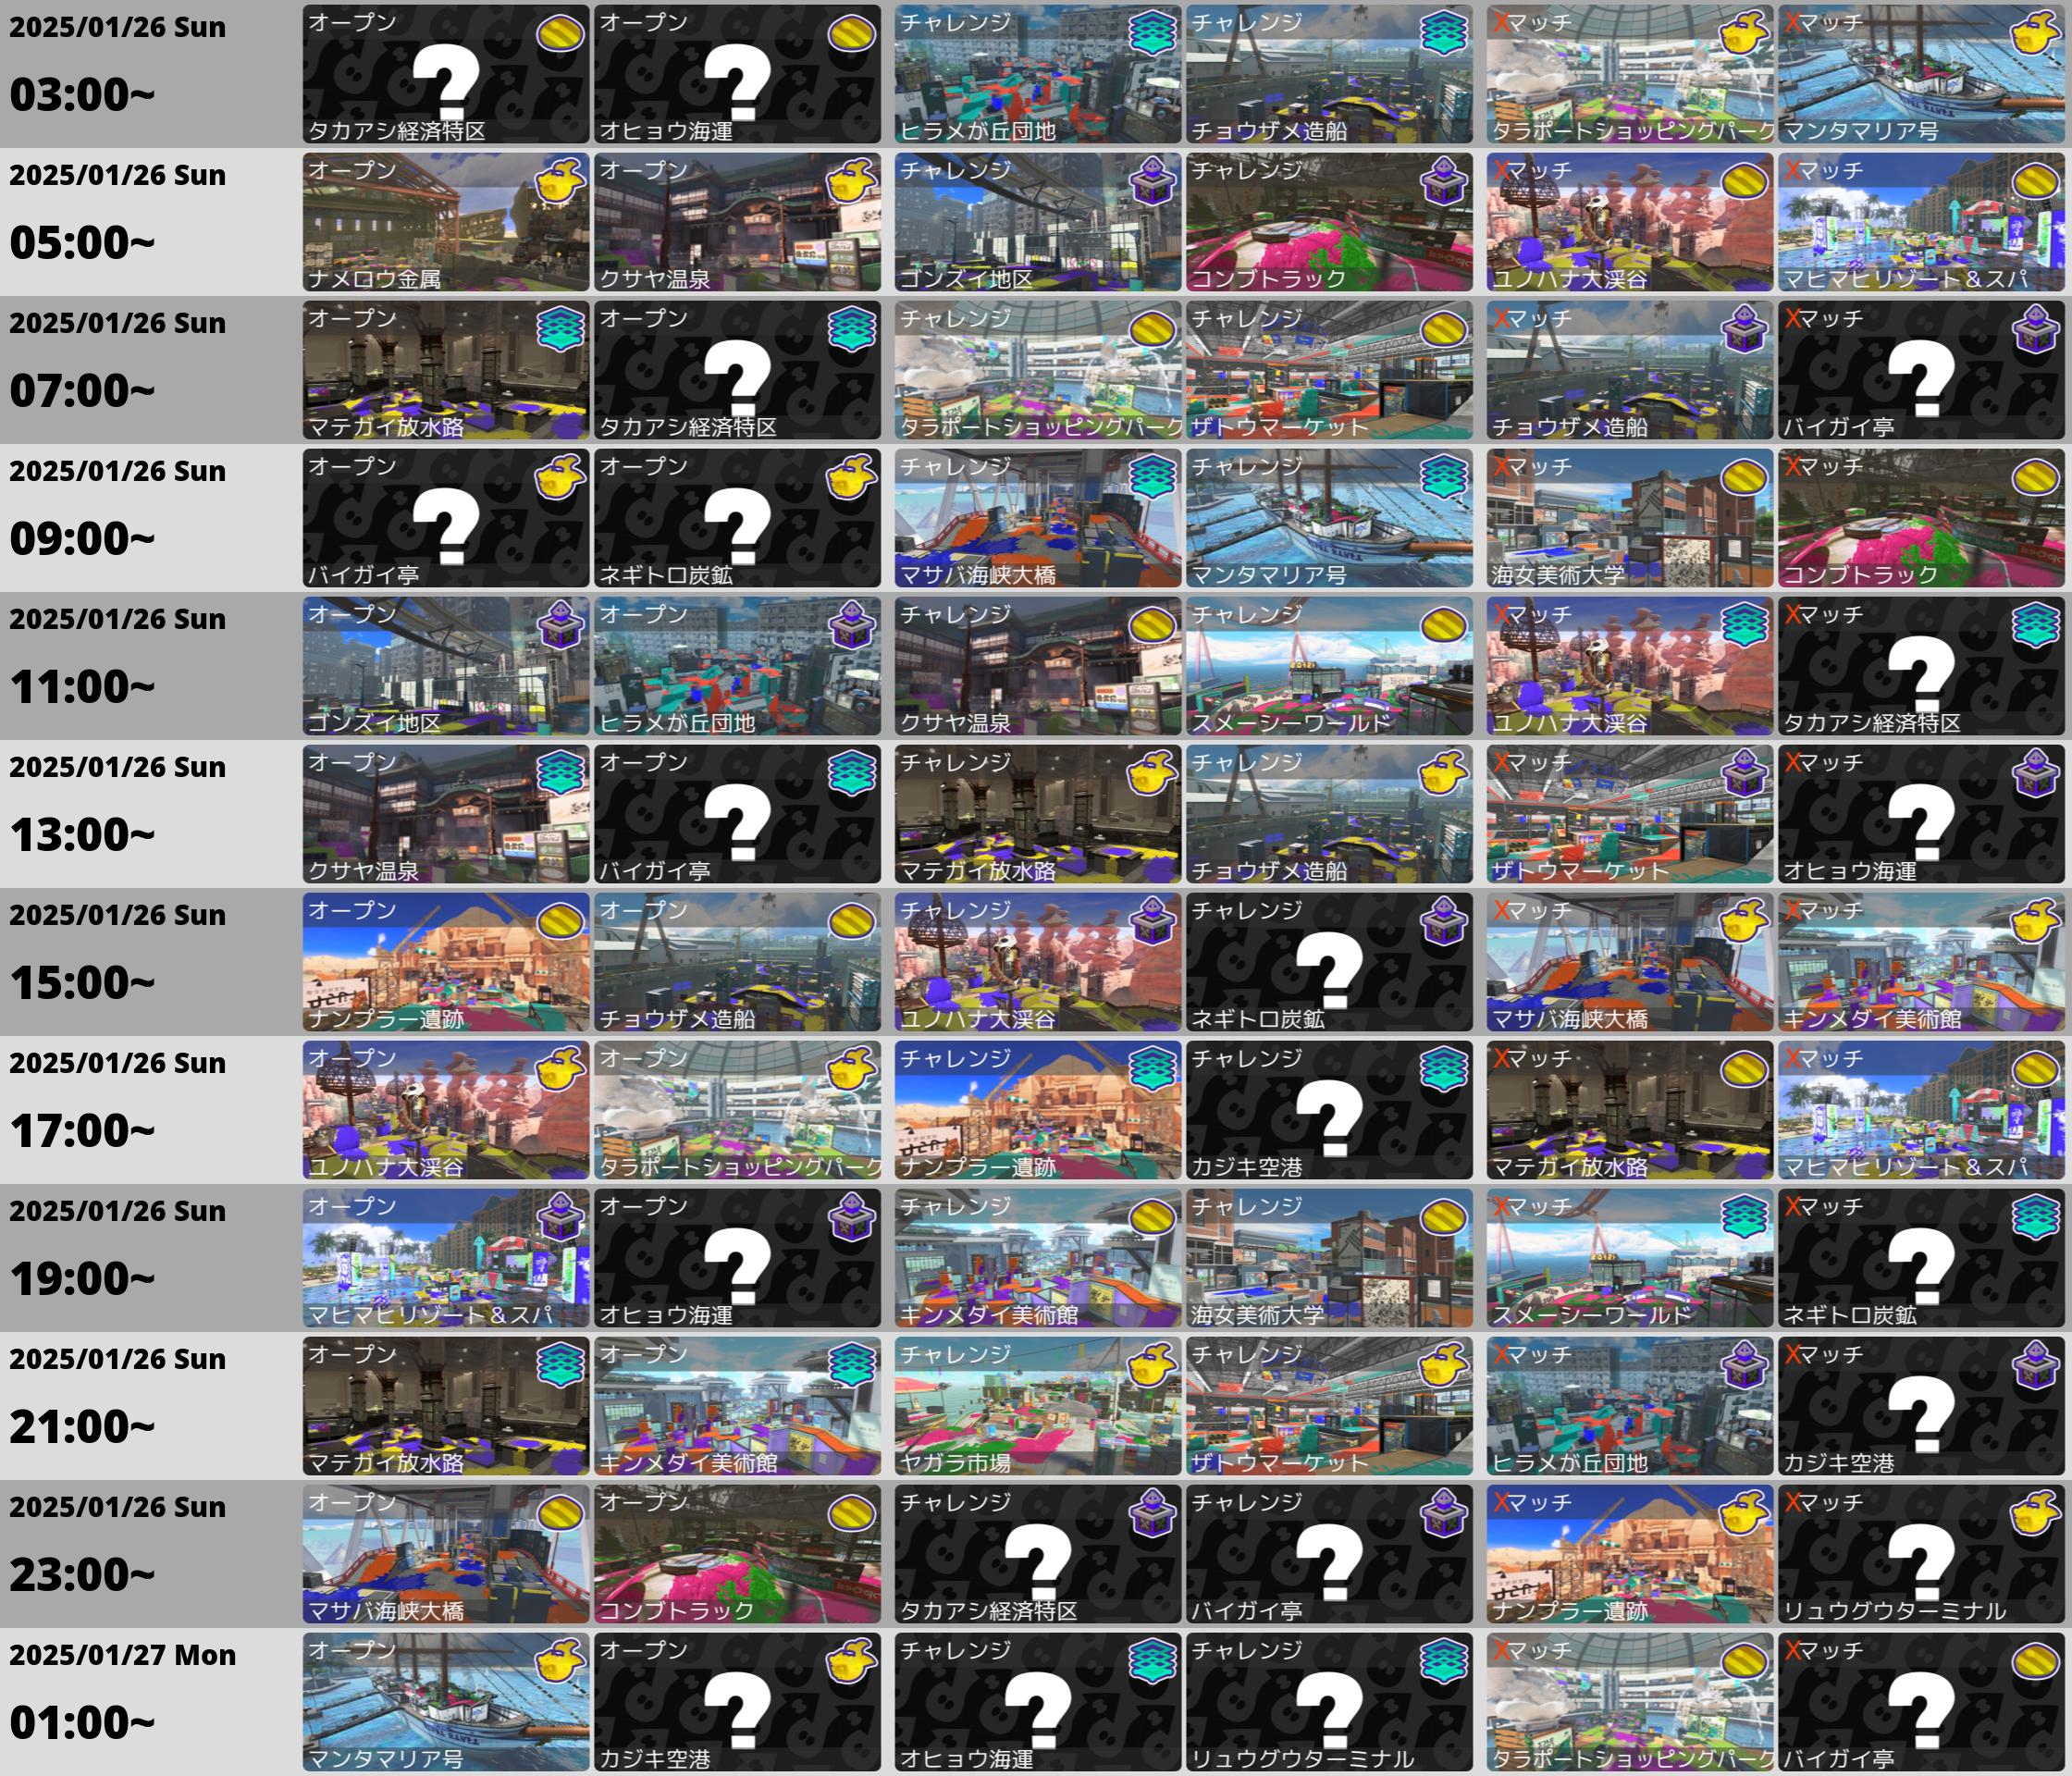 2025/01/26 Sun
03:00~
オープン
タカアシ経済特区
オープン
オヒョウ海運
チャレンジ
ヒラメが丘団地
チャレンジ
チョウザメ造船
Xマッチ
タラポートショッピングパーク
Xマッチ
マンタマリア号
2025/01/26 Sun
05:00~
オープン
ナメロウ金属
オープン
クサヤ温泉
チャレンジ
ゴンズイ地区
チャレンジ
コンブトラック
Xマッチ
ユノハナ大渓谷
Xマッチ
マヒマヒリゾート&スパ
2025/01/26 Sun
07:00~
オープン
マテガイ放水路
オープン
タカアシ経済特区
チャレンジ
タラポートショッピングパーク
チャレンジ
ザトウマーケット
Xマッチ
チョウザメ造船
Xマッチ
バイガイ亭
2025/01/26 Sun
09:00~
オープン
バイガイ亭
オープン
ネギトロ炭鉱
チャレンジ
マサバ海峡大橋
チャレンジ
マンタマリア号
Xマッチ
海女美術大学
Xマッチ
コンブトラック
2025/01/26 Sun
11:00~
オープン
ゴンズイ地区
オープン
ヒラメが丘団地
チャレンジ
クサヤ温泉
チャレンジ
スメーシーワールド
Xマッチ
ユノハナ大渓谷
Xマッチ
タカアシ経済特区
2025/01/26 Sun
13:00~
オープン
クサヤ温泉
オープン
バイガイ亭
チャレンジ
マテガイ放水路
チャレンジ
チョウザメ造船
Xマッチ
ザトウマーケット
Xマッチ
オヒョウ海運
2025/01/26 Sun
15:00~
オープン
ナンプラー遺跡
オープン
チョウザメ造船
チャレンジ
ユノハナ大渓谷
チャレンジ
ネギトロ炭鉱
Xマッチ
マサバ海峡大橋
Xマッチ
キンメダイ美術館
2025/01/26 Sun
17:00~
オープン
ユノハナ大渓谷
オープン
タラポートショッピングパーク
チャレンジ
ナンプラー遺跡
チャレンジ
カジキ空港
Xマッチ
マテガイ放水路
Xマッチ
マヒマヒリゾート&スパ
2025/01/26 Sun
19:00~
オープン
マヒマヒリゾート&スパ
オープン
オヒョウ海運
チャレンジ
キンメダイ美術館
チャレンジ
海女美術大学
Xマッチ
スメーシーワールド
Xマッチ
ネギトロ炭鉱
2025/01/26 Sun
21:00~
オープン
マテガイ放水路
オープン
キンメダイ美術館
チャレンジ
ヤガラ市場
チャレンジ
ザトウマーケット
Xマッチ
ヒラメが丘団地
Xマッチ
カジキ空港
2025/01/26 Sun
23:00~
オープン
マサバ海峡大橋
オープン
コンブトラック
チャレンジ
タカアシ経済特区
チャレンジ
バイガイ亭
Xマッチ
ナンプラー遺跡
Xマッチ
リュウグウターミナル
2025/01/27 Mon
01:00~
オープン
マンタマリア号
オープン
カジキ空港
チャレンジ
オヒョウ海運
チャレンジ
リュウグウターミナル
Xマッチ
タラポートショッピングパーク
Xマッチ
バイガイ亭